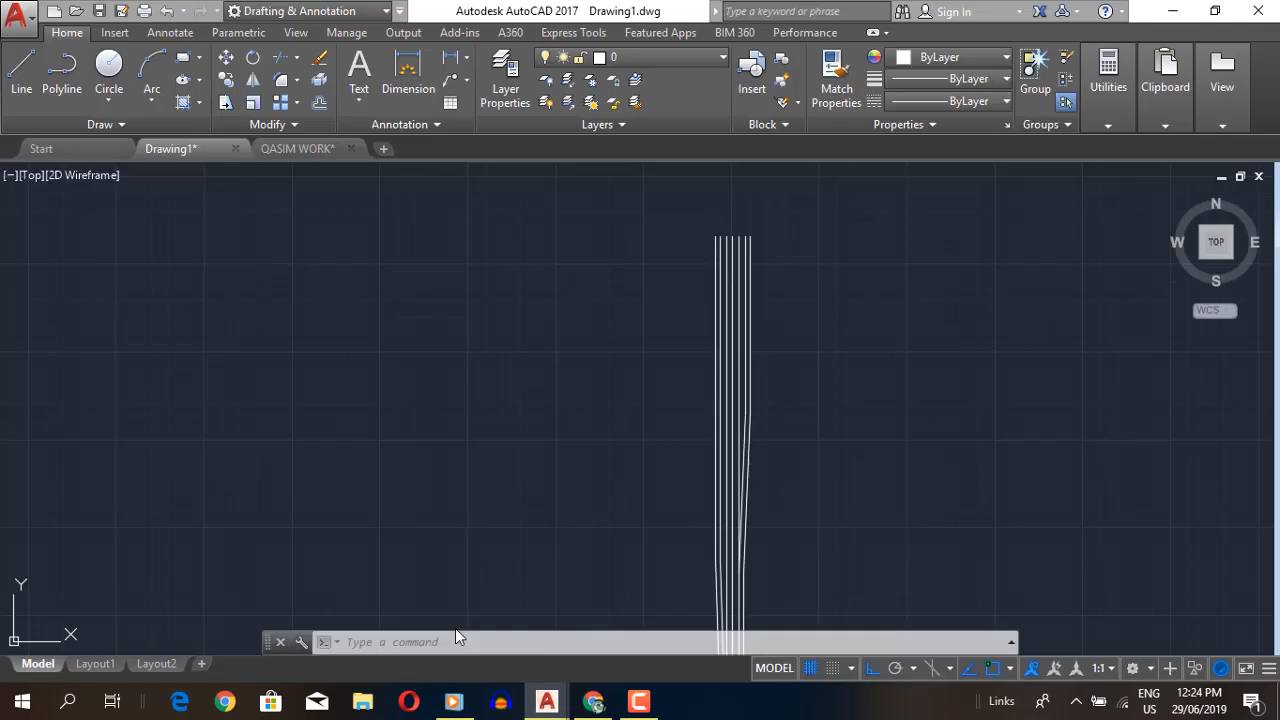 Drafting & Annotation
Autodesk AutoCAD 2017 Drawing1.dwg
Type a keyword or phrase
Sign In
Home Insert Annotate Parametric View Manage Output Add-ins A360 Express Tools Featured Apps BIM 360 Performance
0
ByLayer
Line Polyline Circle Arc Text Dimension Layer Properties Insert Match Properties Group Utilities Clipboard View
ByLayer
ByLayer
Draw Modify Annotation Layers Block Properties Groups
Start Drawing1* QASIM WORK*
[−][Top][2D Wireframe]
N
W TOP E
S
WCS
Y
X
Type a command
Model Layout1 Layout2
MODEL 1:1
Links
ENG
US
12:24 PM
29/06/2019
1